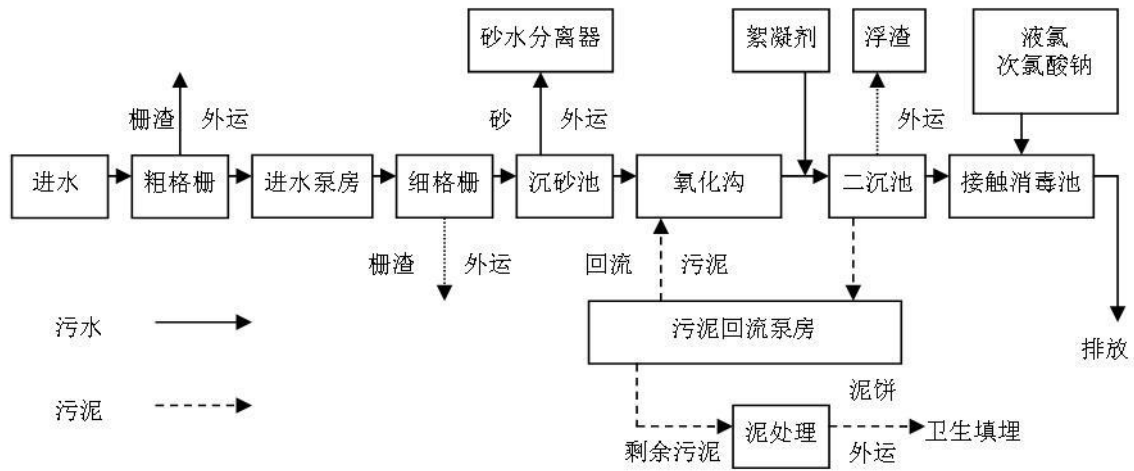 砂水分离器
絮凝剂
浮渣
液氯
次氯酸钠
栅渣
外运
砂
外运
外运
进水
粗格栅
进水泵房
细格栅
沉砂池
氧化沟
二沉池
接触消毒池
栅渣
外运
回流
污泥
污水
污泥回流泵房
排放
污泥
泥饼
剩余污泥
泥处理
外运
卫生填埋